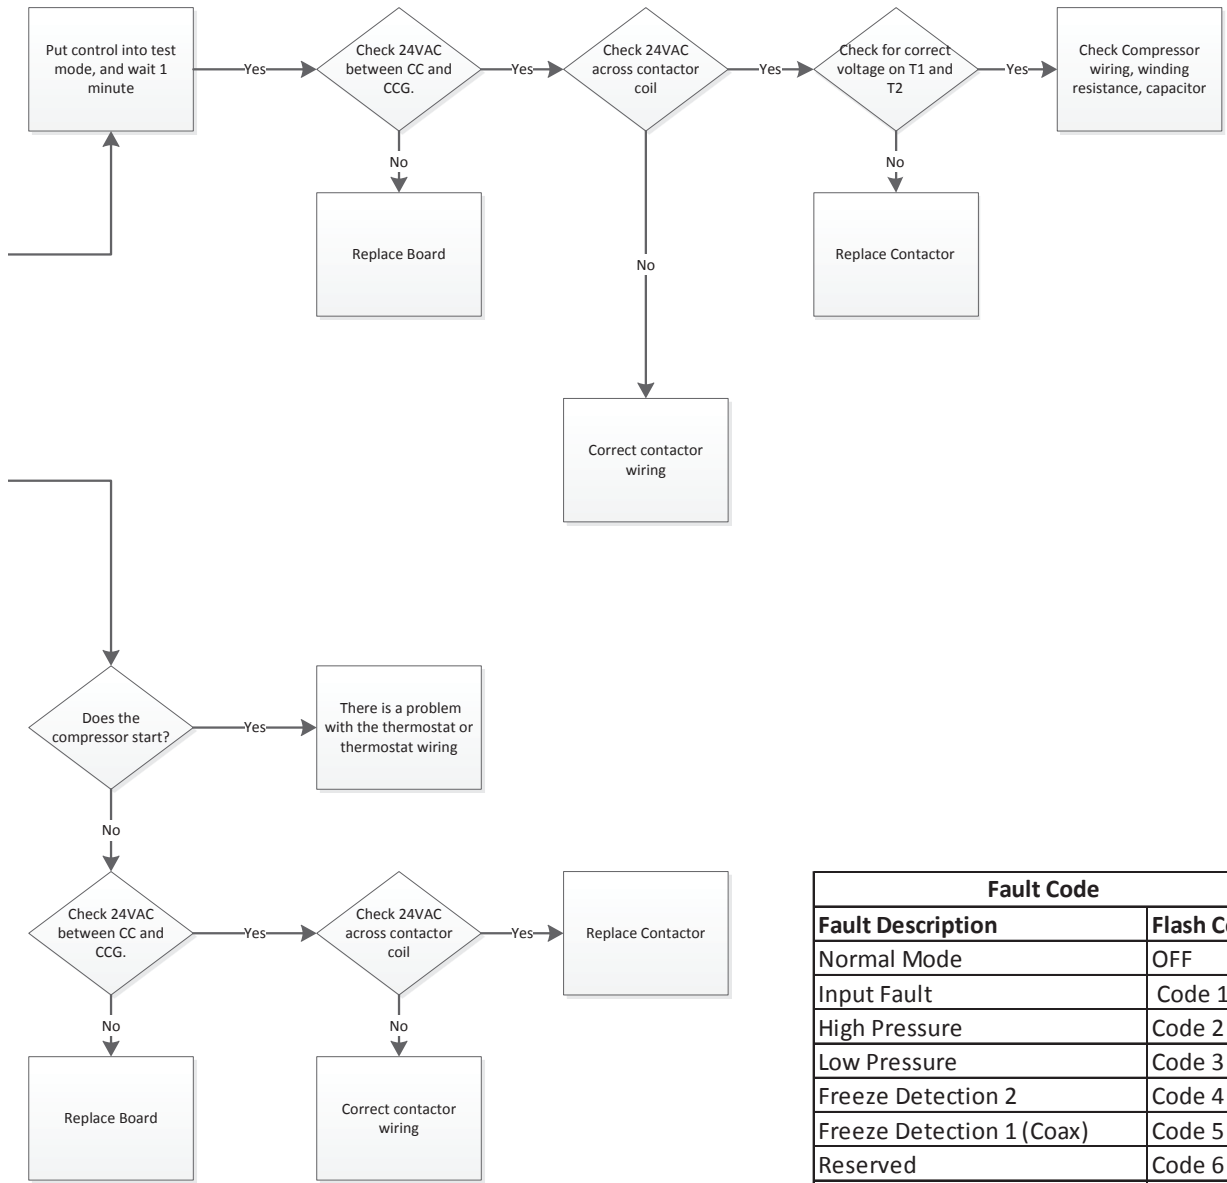 Put control into test
mode, and wait 1
minute
Yes
Check 24VAC
between CC and
CCG.
Yes
Check 24VAC
across contactor
coil
Yes
Check for correct
voltage on T1 and
T2
Yes
Check Compressor
wiring, winding
resistance, capacitor
No
Replace Board
No
Correct contactor
wiring
No
Replace Contactor
Does the
compressor start?
Yes
There is a problem
with the thermostat or
thermostat wiring
No
Check 24VAC
between CC and
CCG.
Yes
Check 24VAC
across contactor
coil
Yes
Replace Contactor
No
Replace Board
No
Correct contactor
wiring
Fault Code
Fault Description Flash
Normal Mode OFF
Input Fault Code 1
High Pressure Code 2
Low Pressure Code 3
Freeze Detection 2 Code 4
Freeze Detection 1 (Coax) Code 5
Reserved Code 6